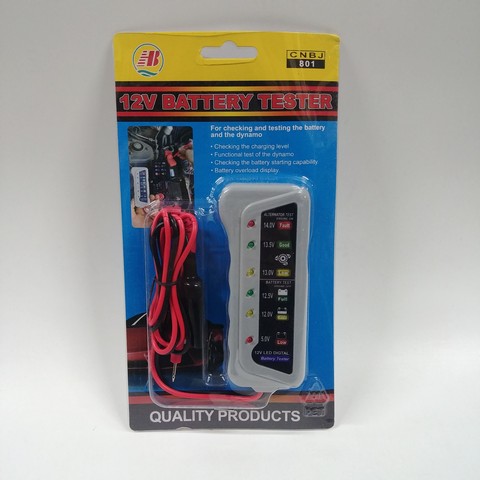 HB
CNBJ
801
12V BATTERY TESTER
For checking and testing the battery
and the dynamo
• Checking the charging level
• Functional test of the dynamo
• Checking the battery starting capability
• Battery overload display
ALTERNATOR TEST
14.0V Fault
13.5V Good
13.0V Low
BATTERY TEST
12.5V Full
12.0V
6.0V Low
12V LED DIGITAL
Battery Tester
QUALITY PRODUCTS